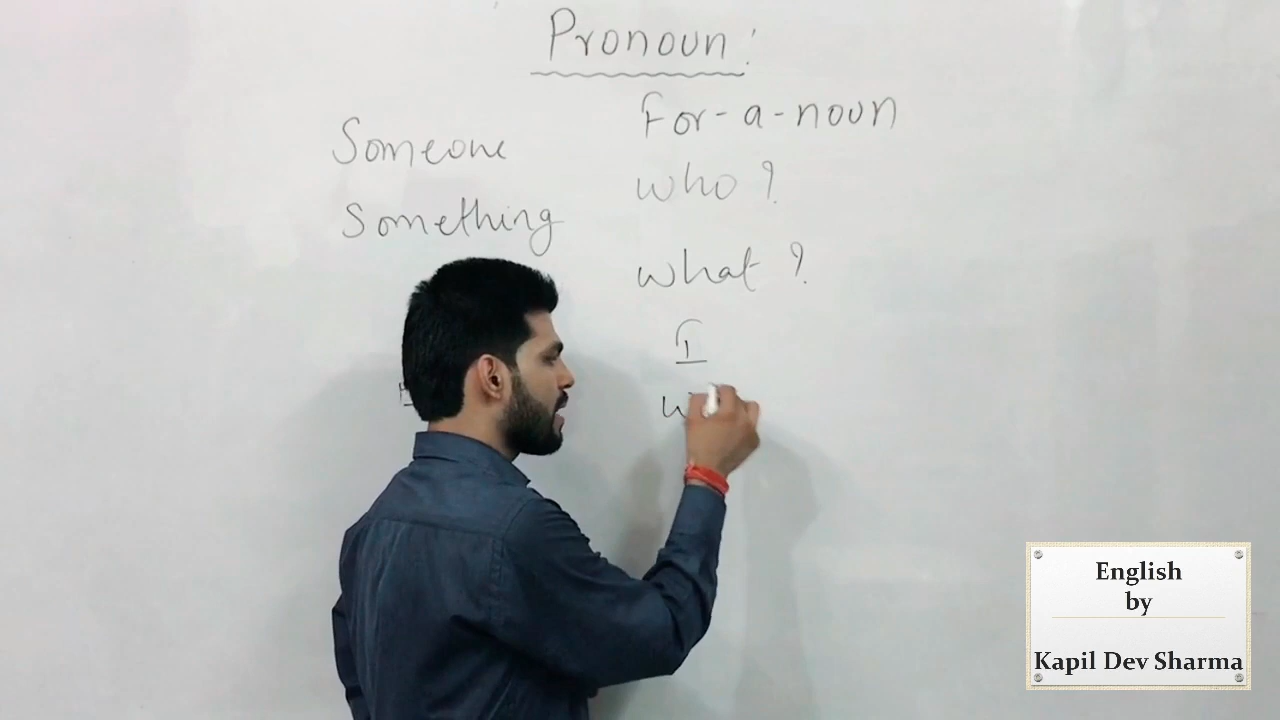 Pronoun:
For-a-noun
Someone
who?
Something
what?
I
English
by
Kapil Dev Sharma